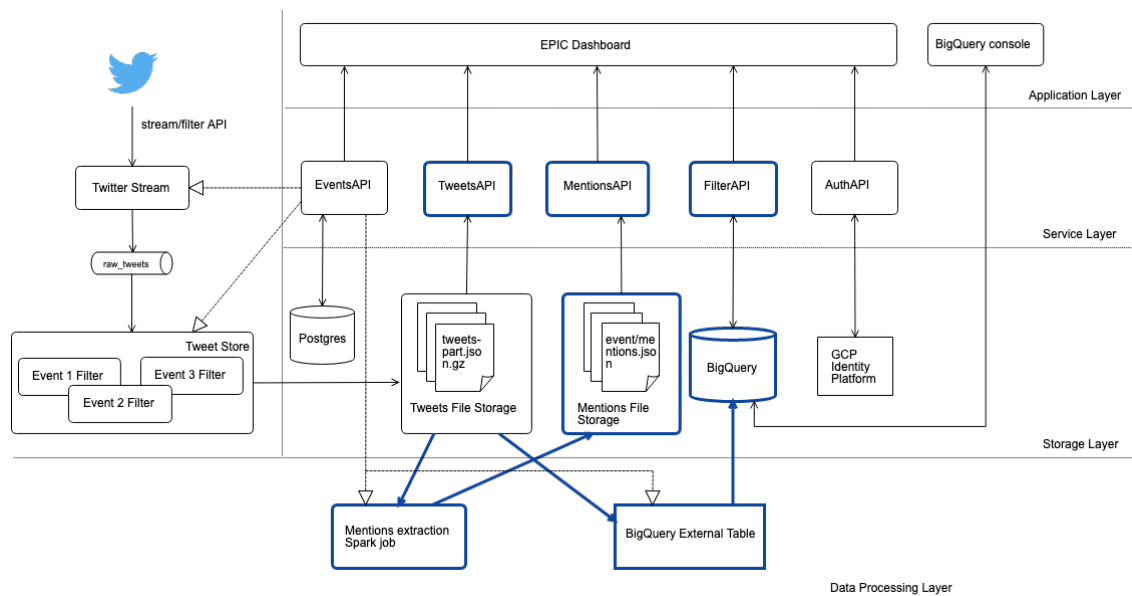 EPIC Dashboard
BigQuery console
Application Layer
stream/filter API
Twitter Stream
EventsAPI
TweetsAPI
MentionsAPI
FilterAPI
AuthAPI
Service Layer
raw_tweets
Tweet Store
Event 1 Filter
Event 3 Filter
Event 2 Filter
Postgres
tweets-
part.jso
n.gz
Tweets File Storage
event/me
ntions.jso
n
Mentions File
Storage
BigQuery
GCP
Identity
Platform
Storage Layer
Mentions extraction
Spark job
BigQuery External Table
Data Processing Layer